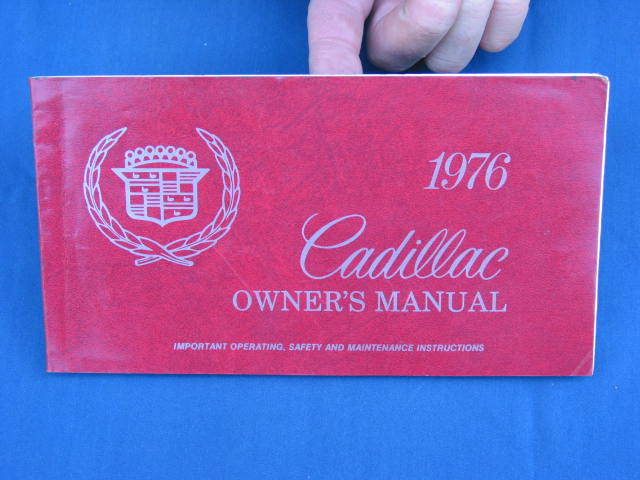 1976
Cadillac
OWNER'S MANUAL
IMPORTANT OPERATING, SAFETY AND MAINTENANCE INSTRUCTIONS